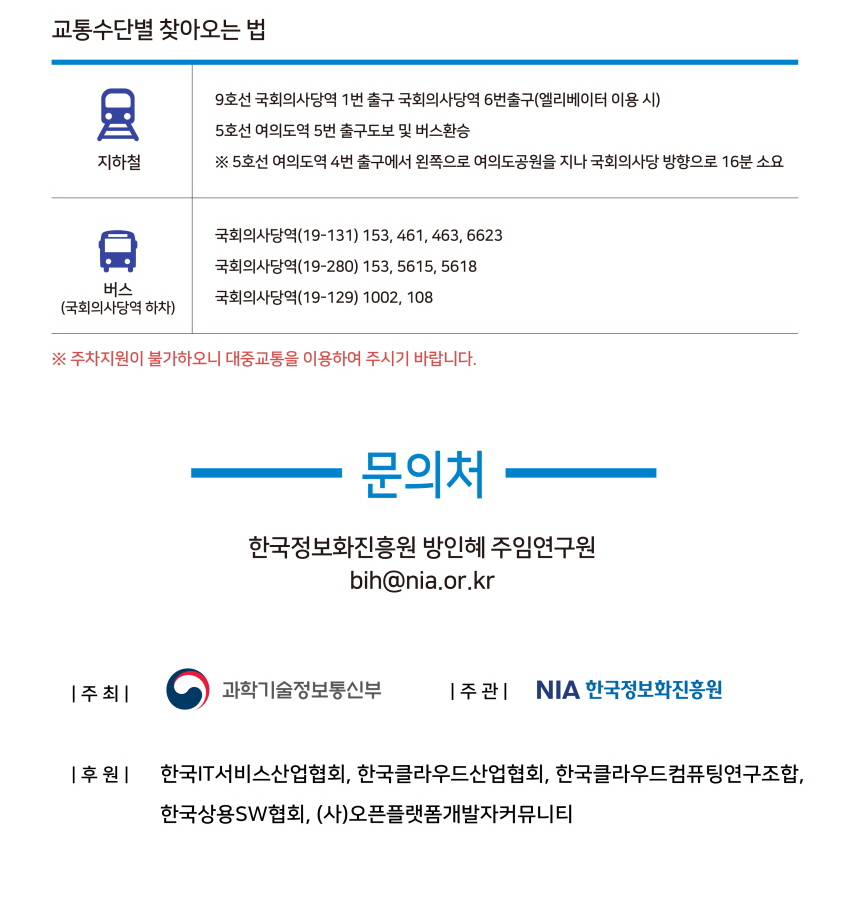 교통수단별 찾아오는 법
9호선 국회의사당역 1번 출구 국회의사당역 6번출구(엘리베이터 이용 시)
5호선 여의도역 5번 출구도보 및 버스환승
※ 5호선 여의도역 4번 출구에서 왼쪽으로 여의도공원을 지나 국회의사당 방향으로 16분 소요
지하철
국회의사당역(19-131) 153, 461, 463, 6623
국회의사당역(19-280) 153, 5615, 5618
국회의사당역(19-129) 1002, 108
버스
(국회의사당역 하차)
※ 주차지원이 불가하오니 대중교통을 이용하여 주시기 바랍니다.
문의처
한국정보화진흥원 방인혜 주임연구원
bih@nia.or.kr
| 주 최 | 과학기술정보통신부 | 주 관 | NIA 한국정보화진흥원
| 후 원 | 한국IT서비스산업협회, 한국클라우드산업협회, 한국클라우드컴퓨팅연구조합,
한국상용SW협회, (사)오픈플랫폼개발자커뮤니티